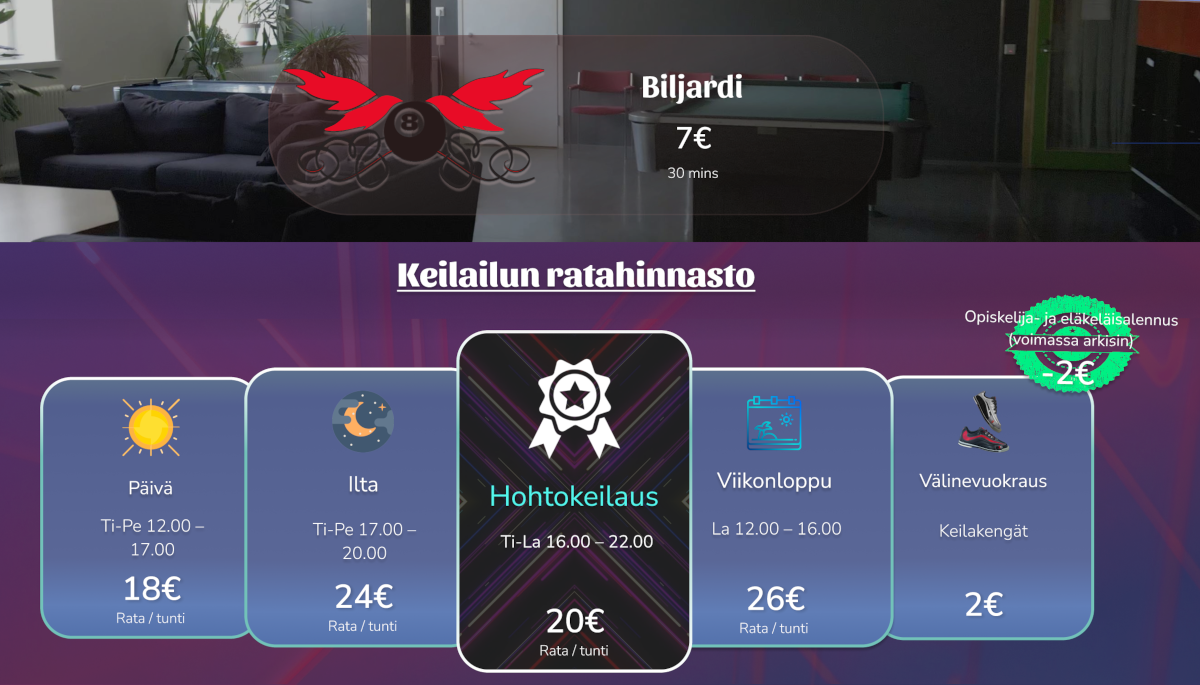 Biljardi
7€
30 mins
8
Keilailun ratahinnasto
Opiskelija- ja eläkeläisalennus
(voimassa arkisin)
-2€
Päivä
Ti-Pe 12.00 –
17.00
18€
Rata / tunti
Ilta
Ti-Pe 17.00 –
20.00
24€
Rata / tunti
Hohtokeilaus
Ti-La 16.00 – 22.00
20€
Rata / tunti
Viikonloppu
La 12.00 – 16.00
26€
Rata / tunti
Välinevuokraus
Keilakengät
2€